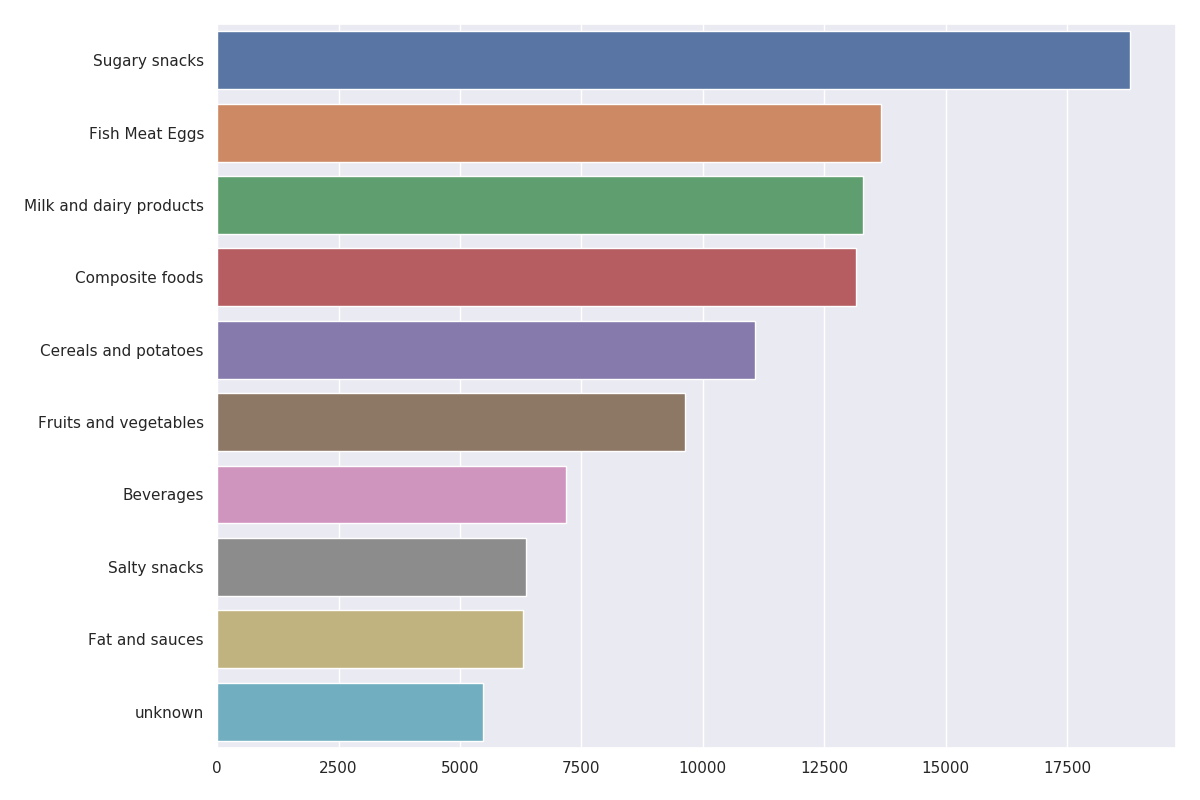 Sugary snacks
Fish Meat Eggs
Milk and dairy products
Composite foods
Cereals and potatoes
Fruits and vegetables
Beverages
Salty snacks
Fat and sauces
unknown
0 2500 5000 7500 10000 12500 15000 17500